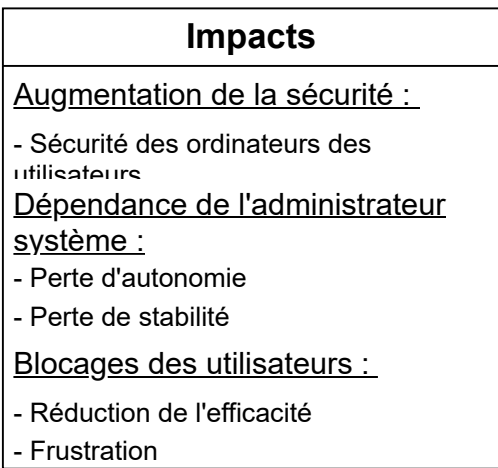 Impacts
Augmentation de la sécurité :
- Sécurité des ordinateurs des
utilisateurs
Dépendance de l'administrateur
système :
- Perte d'autonomie
- Perte de stabilité
Blocages des utilisateurs :
- Réduction de l'efficacité
- Frustration